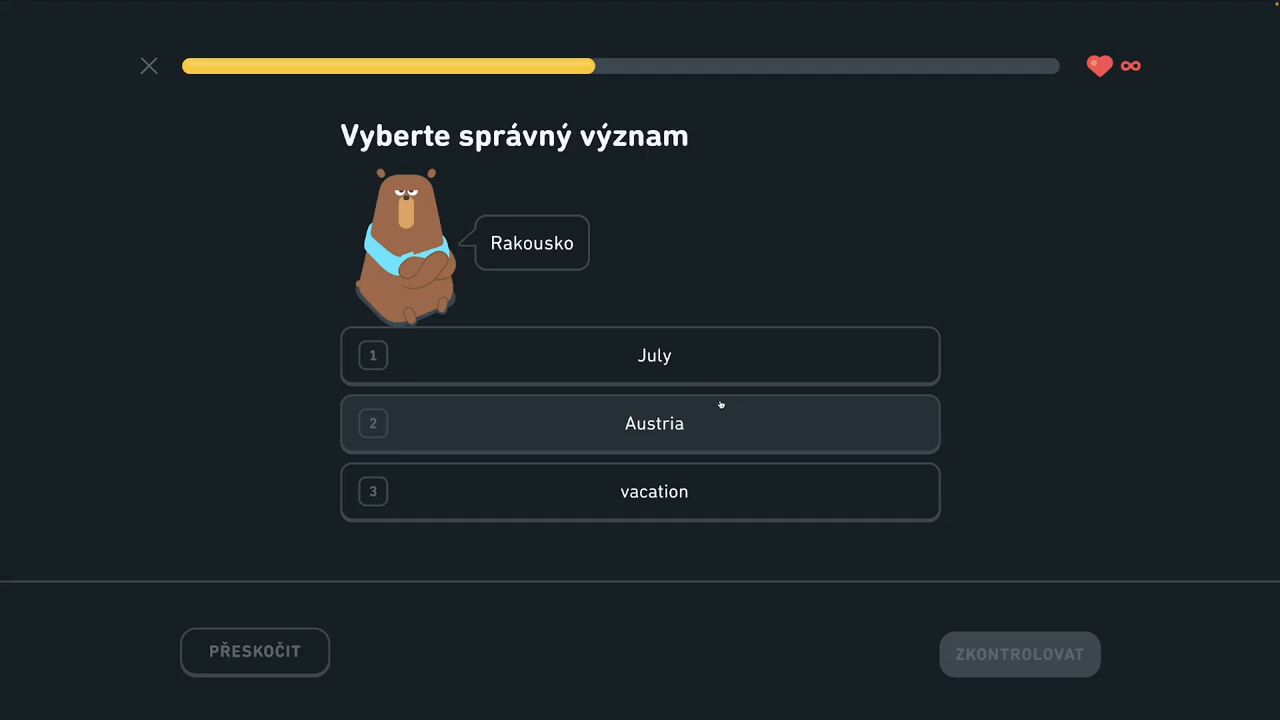 Vyberte správný význam
Rakousko
1 July
2 Austria
3 vacation
PŘESKOČIT
ZKONTROLOVAT